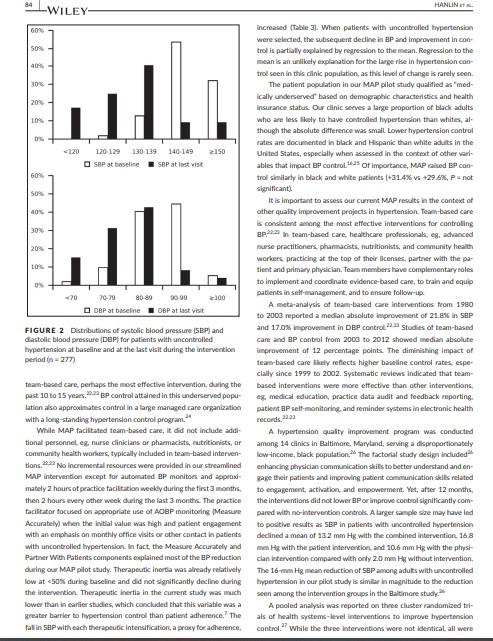 84
WILEY
HANLIN ET AL.
60%
50%
40%
30%
20%
10%
0%
<120
120-129
130-139
140-149
≥150
SBP at baseline
SBP at last visit
60%
50%
40%
30%
20%
10%
0%
<70
70-79
80-89
90-99
≥100
DBP at baseline
DBP at last visit
FIGURE 2 Distributions of systolic blood pressure (SBP) and
diastolic blood pressure (DBP) for patients with uncontrolled
hypertension at baseline and at the last visit during the intervention
period (n = 277)
team-based care, perhaps the most effective intervention, during the
past 10 to 15 years.22,23 BP control attained in this underserved popu-
lation also approximates control in a large managed care organization
with a long-standing hypertension control program.24
While MAP facilitated team-based care, it did not include addi-
tional personnel, eg, nurse clinicians or pharmacists, nutritionists, or
community health workers, typically included in team-based interven-
tions.22,23 No incremental resources were provided in our streamlined
MAP intervention except for automated BP monitors and approxi-
mately 2 hours of practice facilitation weekly during the first 3 months,
then 2 hours every other week during the last 3 months. The practice
facilitator focused on appropriate use of AOBP monitoring (Measure
Accurately) when the initial value was high and patient engagement
with an emphasis on monthly office visits or other contact in patients
with uncontrolled hypertension. In fact, the Measure Accurately and
Partner With Patients components explained most of the BP reduction
during our MAP pilot study. Therapeutic inertia was already relatively
low at <50% during baseline and did not significantly decline during
the intervention. Therapeutic inertia in the current study was much
lower than in earlier studies, which concluded that this variable was a
greater barrier to hypertension control than patient adherence.7 The
fall in SBP with each therapeutic intensification, a proxy for adherence,
increased (Table 3). When patients with uncontrolled hypertension
were selected, the subsequent decline in BP and improvement in con-
trol is partially explained by regression to the mean. Regression to the
mean is an unlikely explanation for the large rise in hypertension con-
trol seen in this clinic population, as this level of change is rarely seen.
The patient population in our MAP pilot study qualified as "med-
ically underserved" based on demographic characteristics and health
insurance status. Our clinic serves a large proportion of black adults
who are less likely to have controlled hypertension than whites, al-
though the absolute difference was small. Lower hypertension control
rates are documented in black and Hispanic than white adults in the
United States, especially when assessed in the context of other vari-
ables that impact BP control.16,25 Of importance, MAP raised BP con-
trol similarly in black and white patients (+31.4% vs +29.6%, P = not
significant).
It is important to assess our current MAP results in the context of
other quality improvement projects in hypertension. Team-based care
is consistent among the most effective interventions for controlling
BP.22,23 In team-based care, healthcare professionals, eg, advanced
nurse practitioners, pharmacists, nutritionists, and community health
workers, practicing at the top of their licenses, partner with the pa-
tient and primary physician. Team members have complementary roles
to implement and coordinate evidence-based care, to train and equip
patients in self-management, and to ensure follow-up.
A meta-analysis of team-based care interventions from 1980
to 2003 reported a median absolute improvement of 21.8% in SBP
and 17.0% improvement in DBP control.22,23 Studies of team-based
care and BP control from 2003 to 2012 showed median absolute
improvement of 12 percentage points. The diminishing impact of
team-based care likely reflects higher baseline control rates, espe-
cially since 1999 to 2002. Systematic reviews indicated that team-
based interventions were more effective than other interventions,
eg, medical education, practice data audit and feedback reporting,
patient BP self-monitoring, and reminder systems in electronic health
records.22,23
A hypertension quality improvement program was conducted
among 14 clinics in Baltimore, Maryland, serving a disproportionately
low-income, black population.26 The factorial study design included26
enhancing physician communication skills to better understand and en-
gage their patients and improving patient communication skills related
to engagement, activation, and empowerment. Yet, after 12 months,
the interventions did not lower BP or improve control significantly com-
pared with no-intervention controls. A larger sample size may have led
to positive results as SBP in patients with uncontrolled hypertension
declined a mean of 13.2 mm Hg with the combined intervention, 16.8
mm Hg with the patient intervention, and 10.6 mm Hg with the physi-
cian intervention compared with only 2.0 mm Hg without intervention.
The 16-mm Hg mean reduction of SBP among adults with uncontrolled
hypertension in our pilot study is similar in magnitude to the reduction
seen among the intervention groups in the Baltimore study.26
A pooled analysis was reported on three cluster randomized tri-
als of health systems–level interventions to improve hypertension
control.27 While the three interventions were not identical, all were